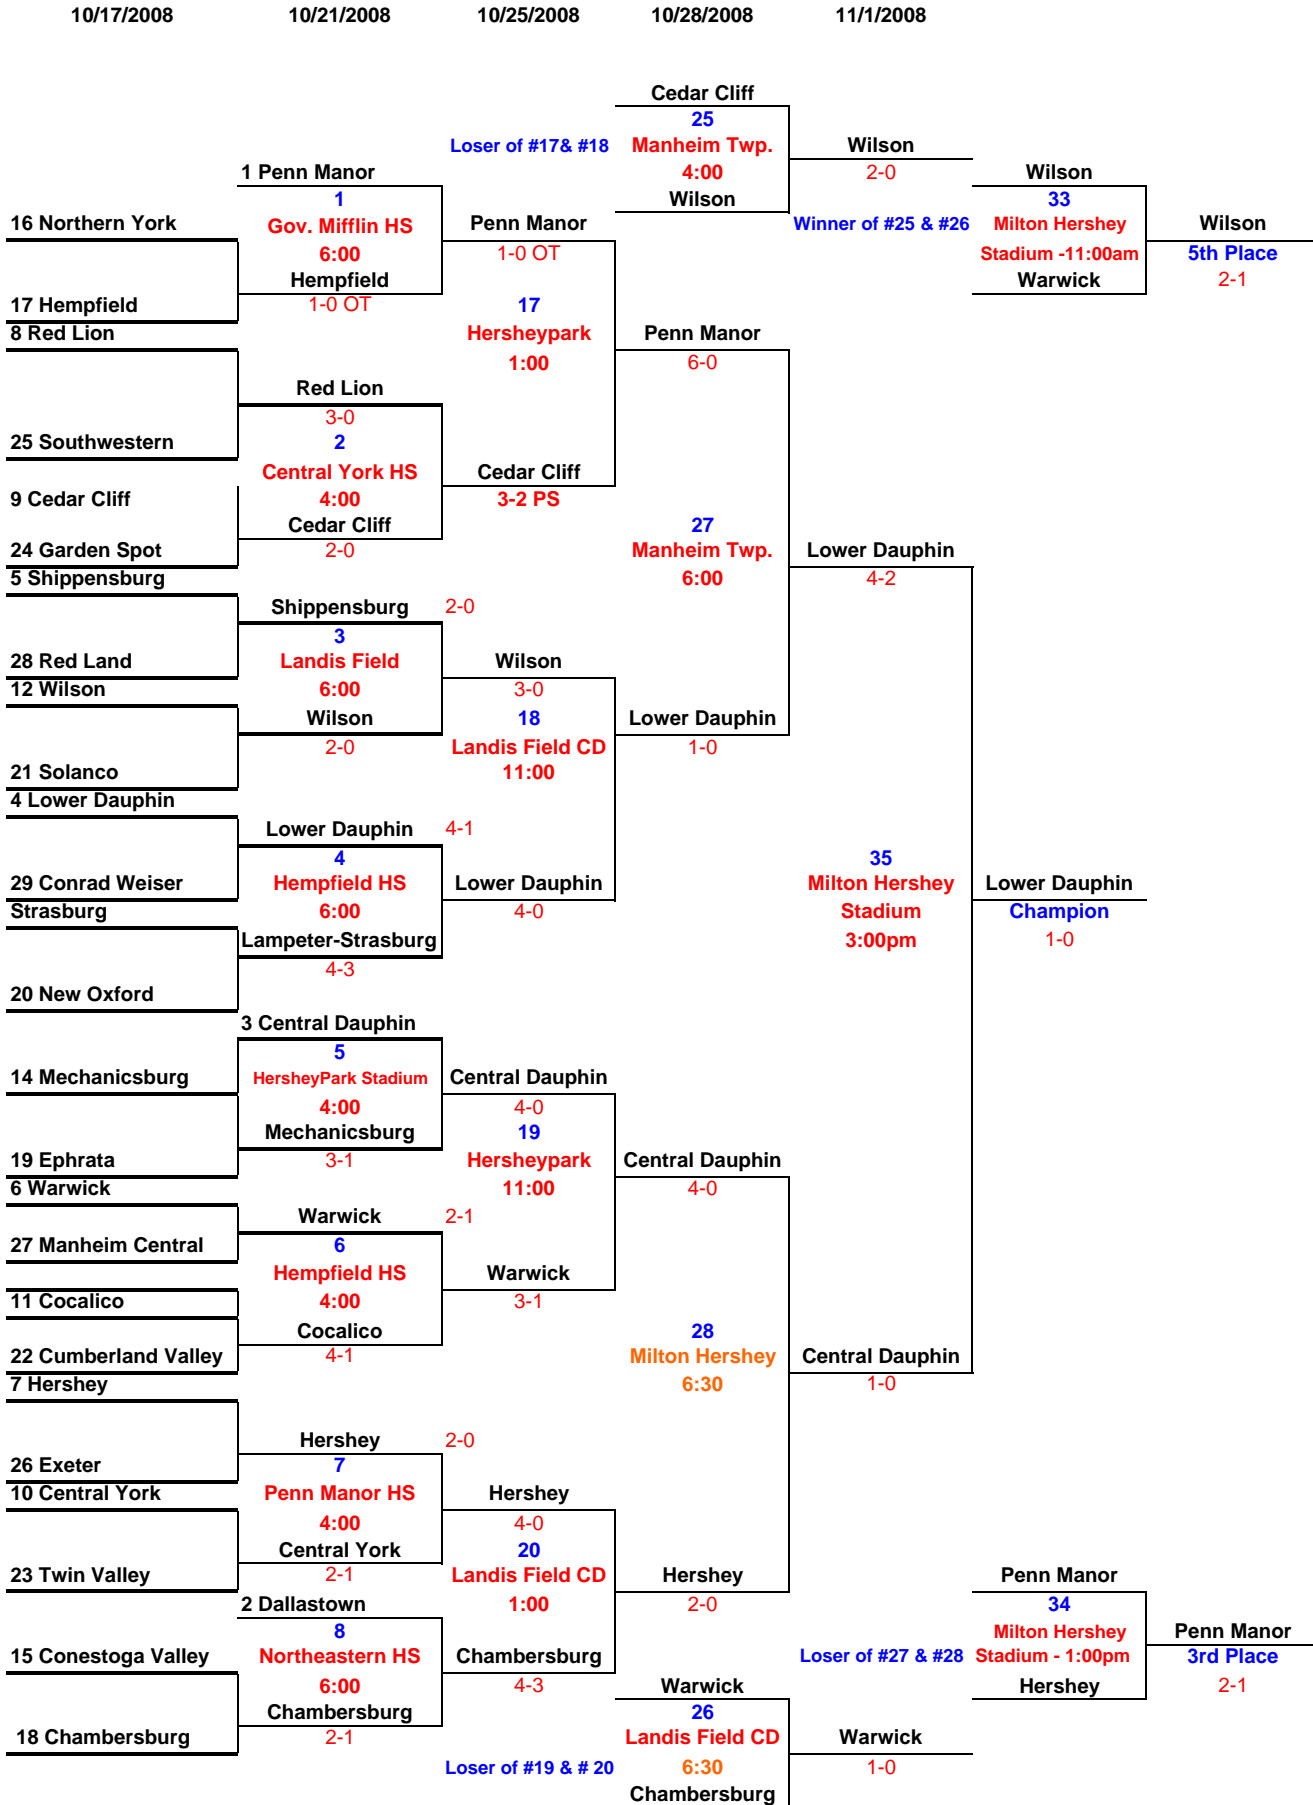 10/17/2008 10/21/2008 10/25/2008 10/28/2008 11/1/2008
Cedar Cliff
25
Loser of #17& #18 Manheim Twp. Wilson
1 Penn Manor 4:00 2-0 Wilson
1 Wilson 33
16 Northern York Gov. Mifflin HS Penn Manor Winner of #25 & #26 Milton Hershey Wilson
6:00 1-0 OT Stadium -11:00am 5th Place
Hempfield Warwick 2-1
17 Hempfield 1-0 OT 17
8 Red Lion Hersheypark Penn Manor
1:00 6-0
Red Lion
3-0
25 Southwestern 2
Central York HS Cedar Cliff
9 Cedar Cliff 4:00 3-2 PS
Cedar Cliff 27
24 Garden Spot 2-0 Manheim Twp. Lower Dauphin
5 Shippensburg 6:00 4-2
Shippensburg 2-0
3
28 Red Land Landis Field Wilson
12 Wilson 6:00 3-0
Wilson 18 Lower Dauphin
2-0 Landis Field CD 1-0
21 Solanco 11:00
4 Lower Dauphin
Lower Dauphin 4-1
4 35
29 Conrad Weiser Hempfield HS Lower Dauphin Milton Hershey Lower Dauphin
Strasburg 6:00 4-0 Stadium Champion
Lampeter-Strasburg 3:00pm 1-0
4-3
20 New Oxford
3 Central Dauphin
5
14 Mechanicsburg HersheyPark Stadium Central Dauphin
4:00 4-0
Mechanicsburg 19
19 Ephrata 3-1 Hersheypark Central Dauphin
6 Warwick 11:00 4-0
Warwick 2-1
27 Manheim Central 6
Hempfield HS Warwick
11 Cocalico 4:00 3-1
Cocalico 28
22 Cumberland Valley 4-1 Milton Hershey Central Dauphin
7 Hershey 6:30 1-0
Hershey 2-0
26 Exeter 7
10 Central York Penn Manor HS Hershey
4:00 4-0
Central York 20
23 Twin Valley 2-1 Landis Field CD Hershey Penn Manor
2 Dallastown 1:00 2-0 34
8 Milton Hershey Penn Manor
15 Conestoga Valley Northeastern HS Chambersburg Loser of #27 & #28 Stadium - 1:00pm 3rd Place
6:00 4-3 Warwick Hershey 2-1
Chambersburg 26
18 Chambersburg 2-1 Landis Field CD Warwick
Loser of #19 & # 20 6:30 1-0
Chambersburg